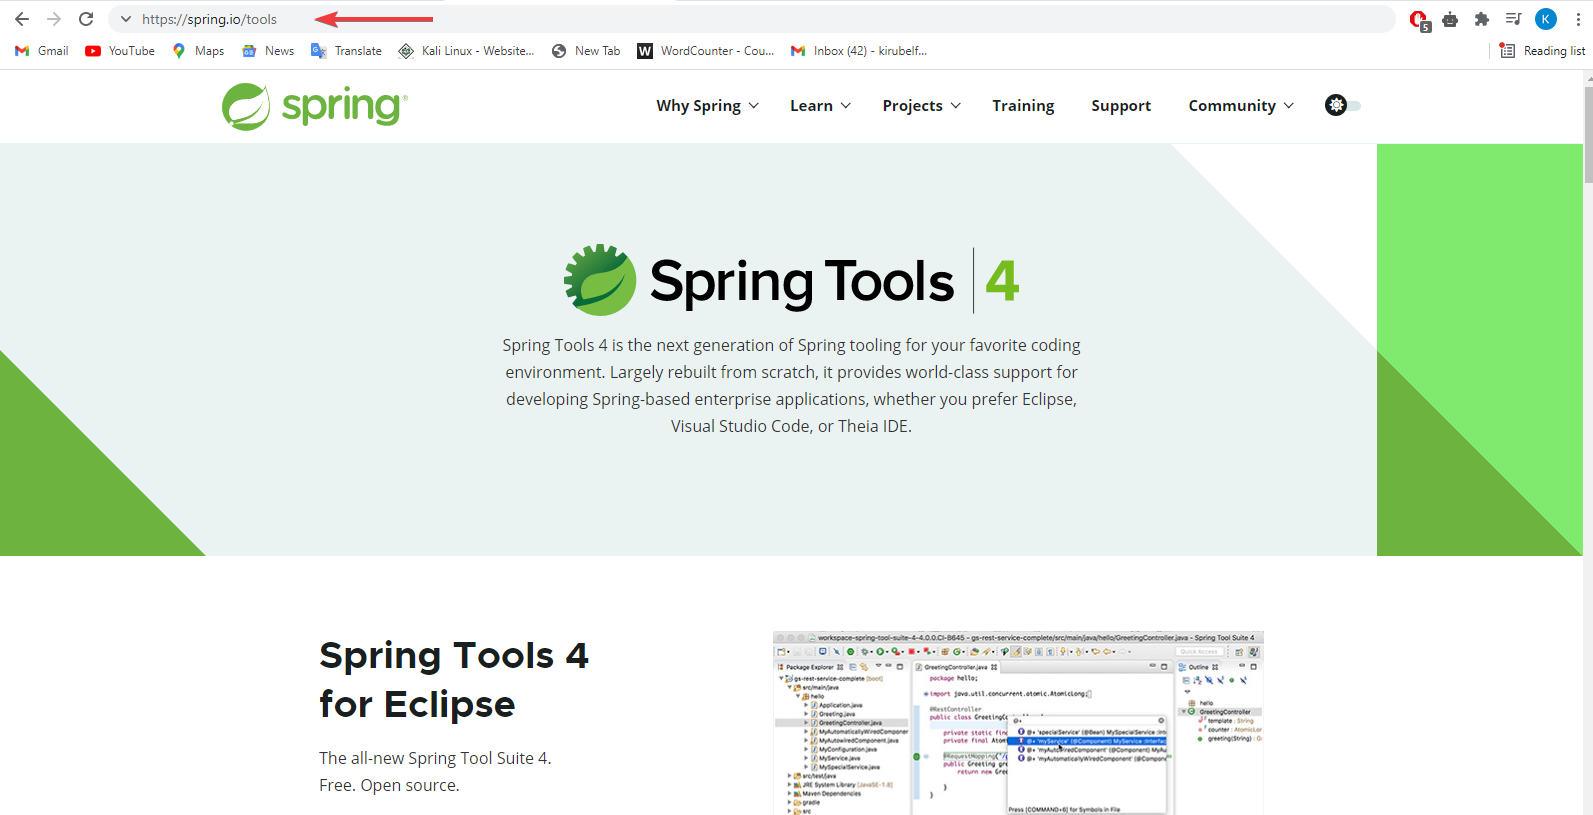 https://spring.io/tools
5
K
Gmail YouTube Maps News Translate Kali Linux - Website... New Tab W WordCounter - Cou... Inbox (42) - kirubelf... Reading list
spring
Why Spring Learn Projects Training Support Community
Spring Tools 4
Spring Tools 4 is the next generation of Spring tooling for your favorite coding
environment. Largely rebuilt from scratch, it provides world-class support for
developing Spring-based enterprise applications, whether you prefer Eclipse,
Visual Studio Code, or Theia IDE.
Spring Tools 4
for Eclipse
The all-new Spring Tool Suite 4.
Free. Open source.
workspace-spring-tool-suite-4-4.0.0.CI-B645 - gs-rest-service-complete/src/main/java/hello/GreetingController.java - Spring Tool Suite 4
Quick Access
Package Explorer
gs-rest-service-complete [boot]
src/main/java
hello
Application.java
Greeting.java
GreetingController.java
MyAutomaticallyWiredComponent
MyAutowiredComponent.java
MyConfiguration.java
MyService.java
MySpecialService.java
src/test/java
JRE System Library [JavaSE-1.8]
Maven Dependencies
gradle
src
GreetingController.java
package hello;
import java.util.concurrent.atomic.AtomicLong;
@RestController
public class GreetingController
private static fina
private final Atom
@RequestMapping("/g
public Greeting gre
return new Gree
}
}
@+
@+ 'specialService' (@Bean) MySpecialService :Inte
@+ 'myService' (@Component) MyService :Interfac
@+ 'myAutowiredComponent' (@Component) MyAu
@+ 'myAutomaticallyWiredComponent' (@Compone
Press [COMMAND+6] for Symbols in File
Outline
hello
GreetingController
template : String
counter : AtomicLon
greeting(String) : G